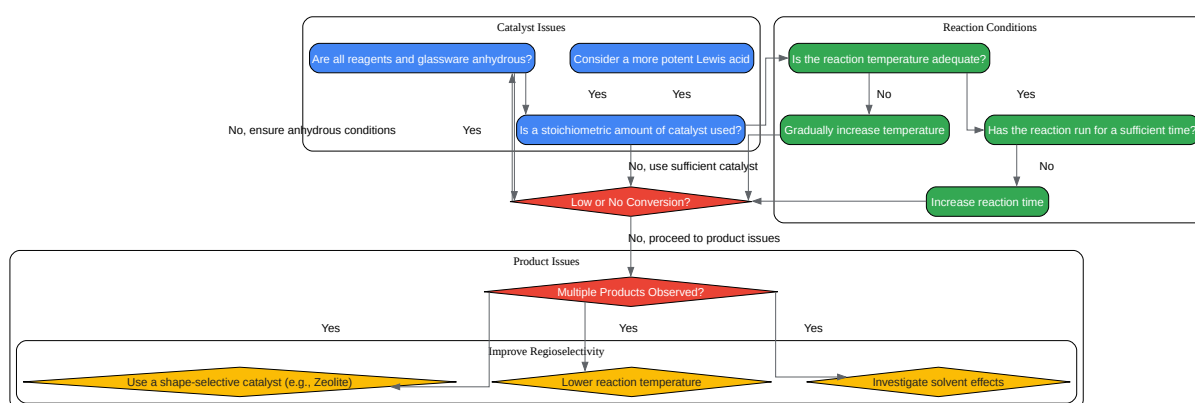 Catalyst Issues
Reaction Conditions
Are all reagents and glassware anhydrous?
Consider a more potent Lewis acid
Is the reaction temperature adequate?
Yes
Yes
No
Yes
No, ensure anhydrous conditions
Yes
Is a stoichiometric amount of catalyst used?
Gradually increase temperature
Has the reaction run for a sufficient time?
No, use sufficient catalyst
No
Low or No Conversion?
Increase reaction time
No, proceed to product issues
Product Issues
Multiple Products Observed?
Yes
Yes
Yes
Improve Regioselectivity
Use a shape-selective catalyst (e.g., Zeolite)
Lower reaction temperature
Investigate solvent effects